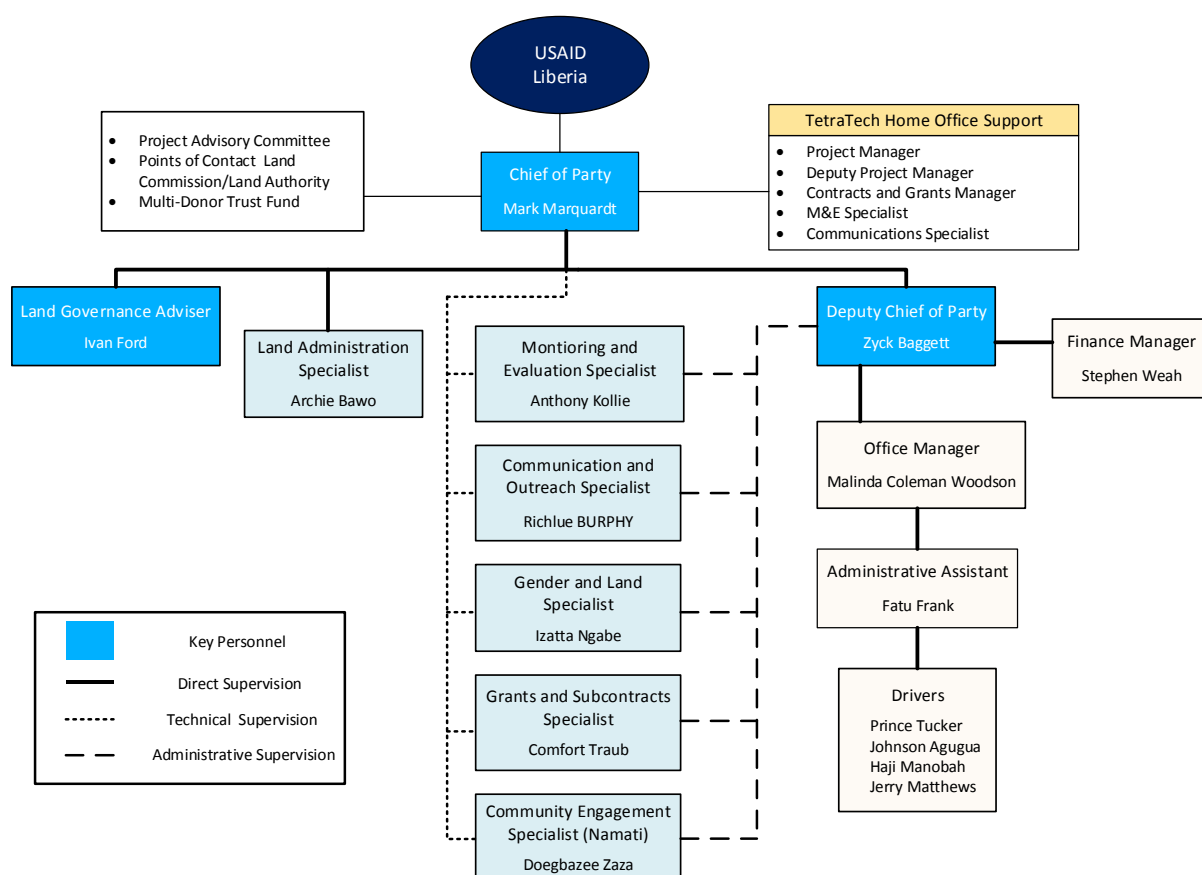 USAID
Liberia
• Project Advisory Committee
• Points of Contact Land
Commission/Land Authority
• Multi-Donor Trust Fund
Chief of Party
Mark Marquardt
TetraTech Home Office Support
• Project Manager
• Deputy Project Manager
• Contracts and Grants Manager
• M&E Specialist
• Communications Specialist
Land Governance Adviser
Ivan Ford
Land Administration
Specialist
Archie Bawo
Montioring and
Evaluation Specialist
Anthony Kollie
Deputy Chief of Party
Zyck Baggett
Finance Manager
Stephen Weah
Communication and
Outreach Specialist
Richlue BURPHY
Office Manager
Malinda Coleman Woodson
Gender and Land
Specialist
Izatta Ngabe
Administrative Assistant
Fatu Frank
Grants and Subcontracts
Specialist
Comfort Traub
Drivers
Prince Tucker
Johnson Agugua
Haji Manobah
Jerry Matthews
Community Engagement
Specialist (Namati)
Doegbazee Zaza
Key Personnel
Direct Supervision
Technical Supervision
Administrative Supervision